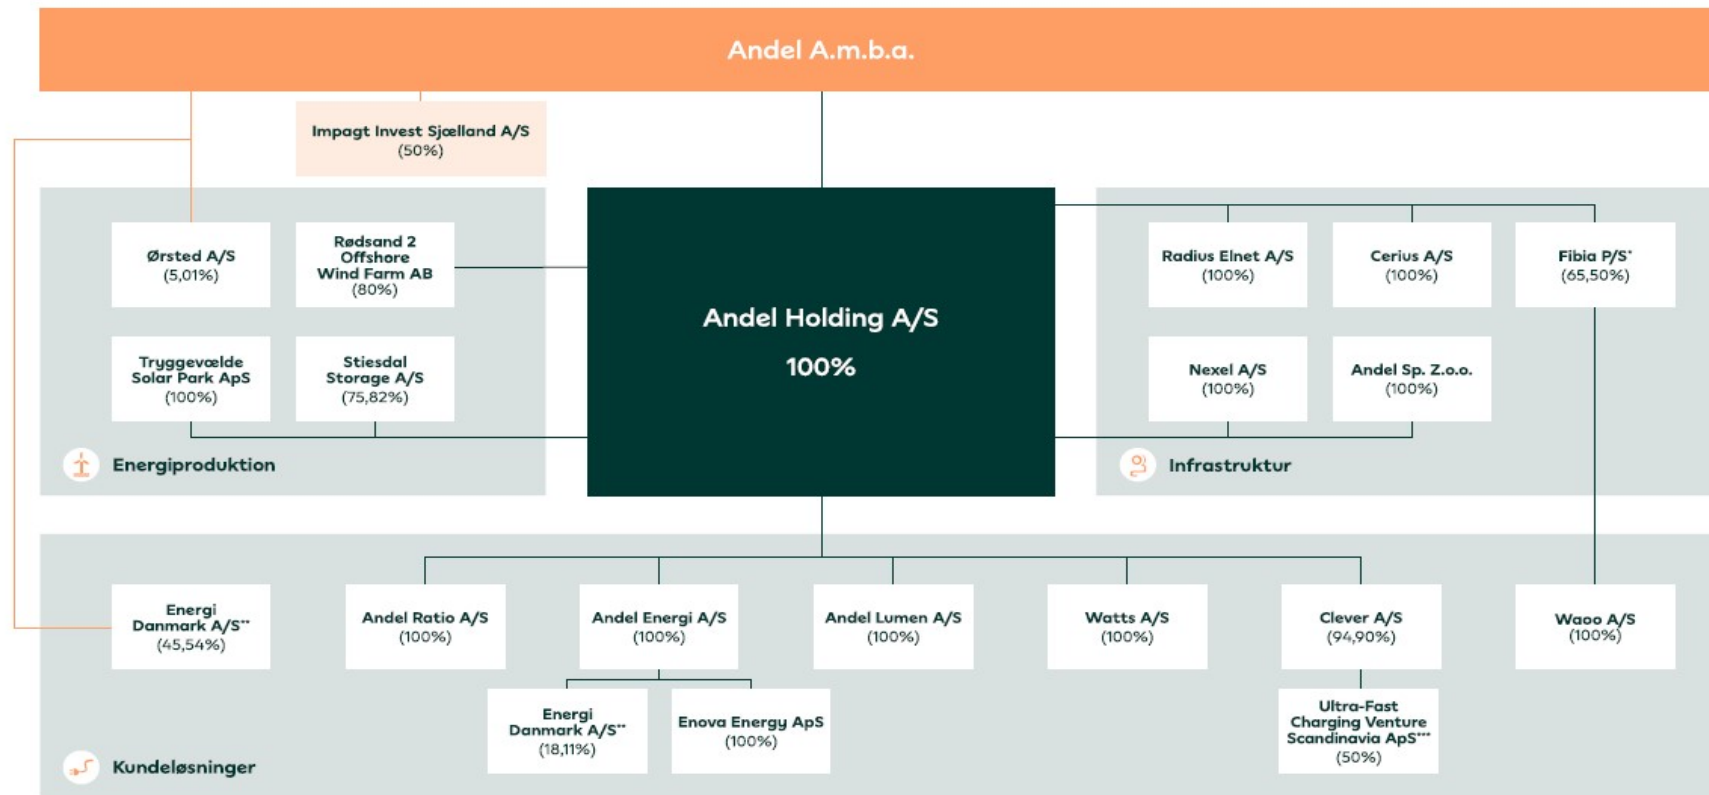 Andel A.m.b.a.
Impagt Invest Sjælland A/S
(50%)
Ørsted A/S
(5,01%)
Rødsand 2
Offshore
Wind Farm AB
(80%)
Tryggevælde
Solar Park ApS
(100%)
Stiesdal
Storage A/S
(75,82%)
Energiproduktion
Andel Holding A/S
100%
Radius Elnet A/S
(100%)
Cerius A/S
(100%)
Fibia P/S*
(65,50%)
Nexel A/S
(100%)
Andel Sp. Z.o.o.
(100%)
Infrastruktur
Energi
Danmark A/S**
(45,54%)
Andel Ratio A/S
(100%)
Andel Energi A/S
(100%)
Andel Lumen A/S
(100%)
Watts A/S
(100%)
Clever A/S
(94,90%)
Waoo A/S
(100%)
Energi
Danmark A/S**
(18,11%)
Enova Energy ApS
(100%)
Ultra-Fast
Charging Venture
Scandinavia ApS***
(50%)
Kundeløsninger